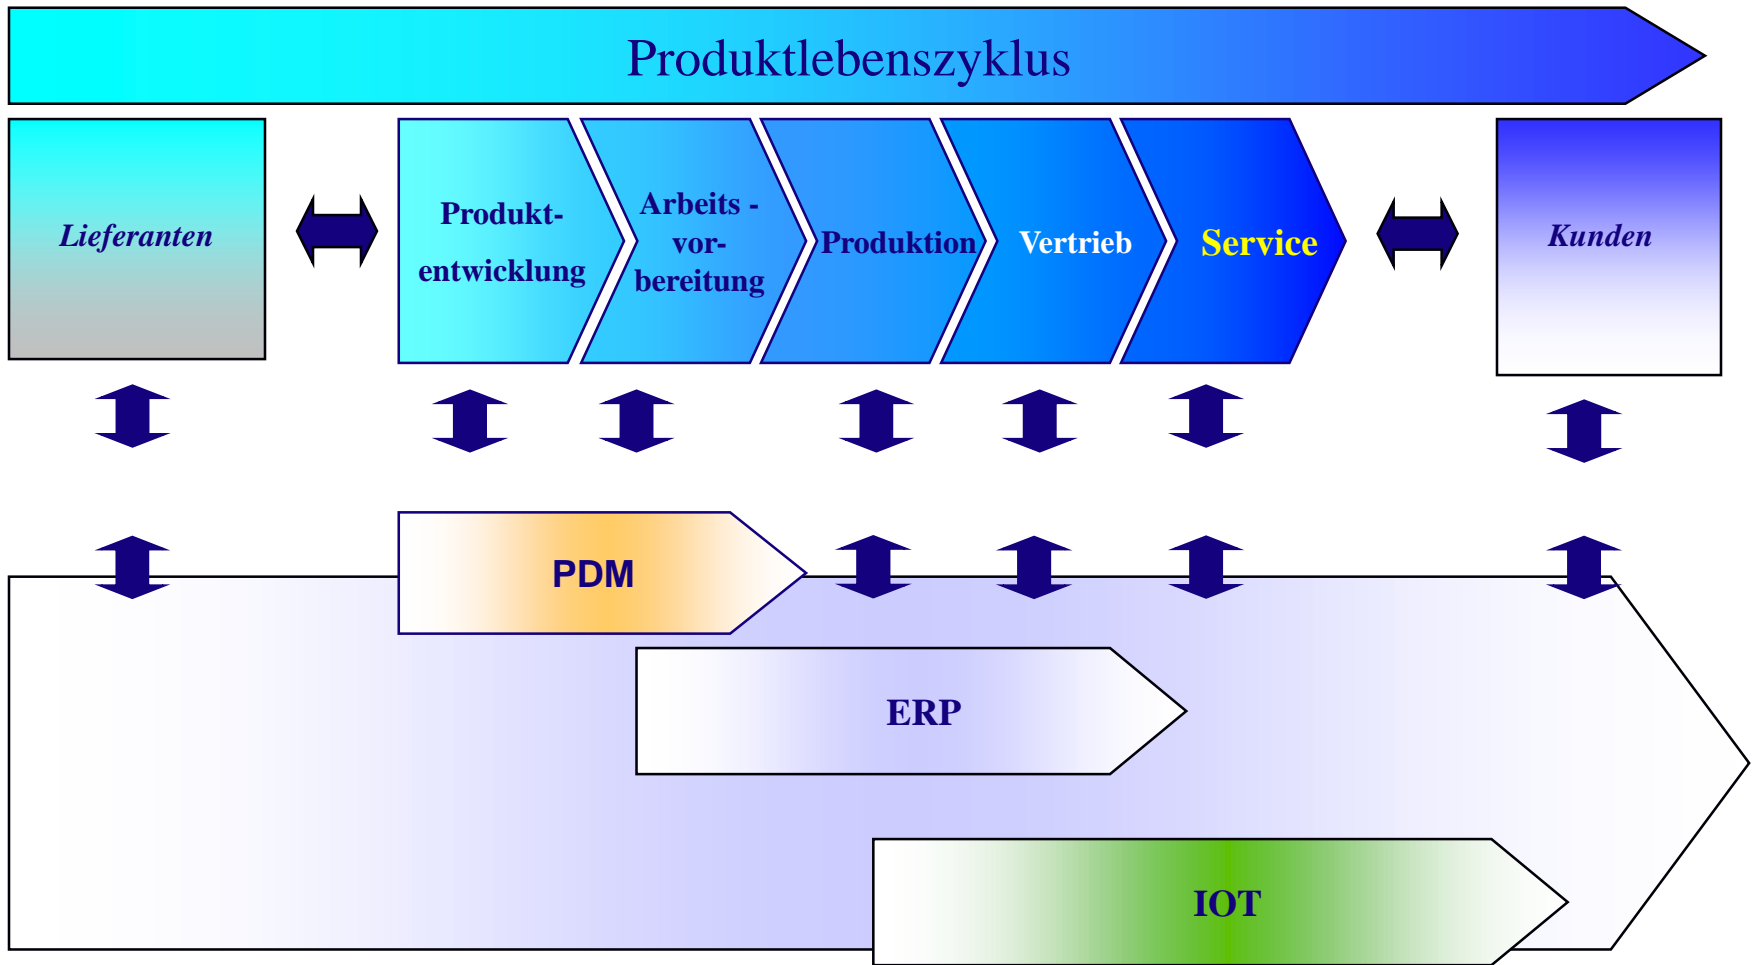 Produktlebenszyklus
Lieferanten
Produkt-
entwicklung
Arbeits -
vor-
bereitung
Produktion
Vertrieb
Service
Kunden
PDM
ERP
IOT